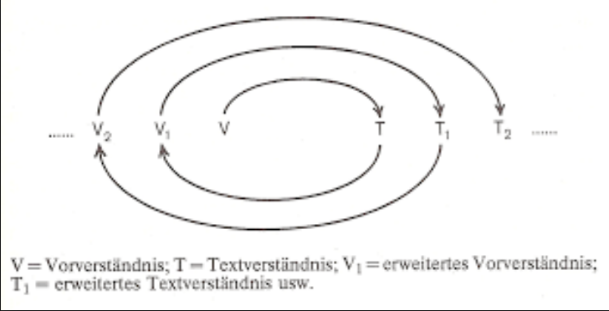 ...... V₂ V₁ V T T₁ T₂ ......
V = Vorverständnis; T = Textverständnis; V₁ = erweitertes Vorverständnis;
T₁ = erweitertes Textverständnis usw.